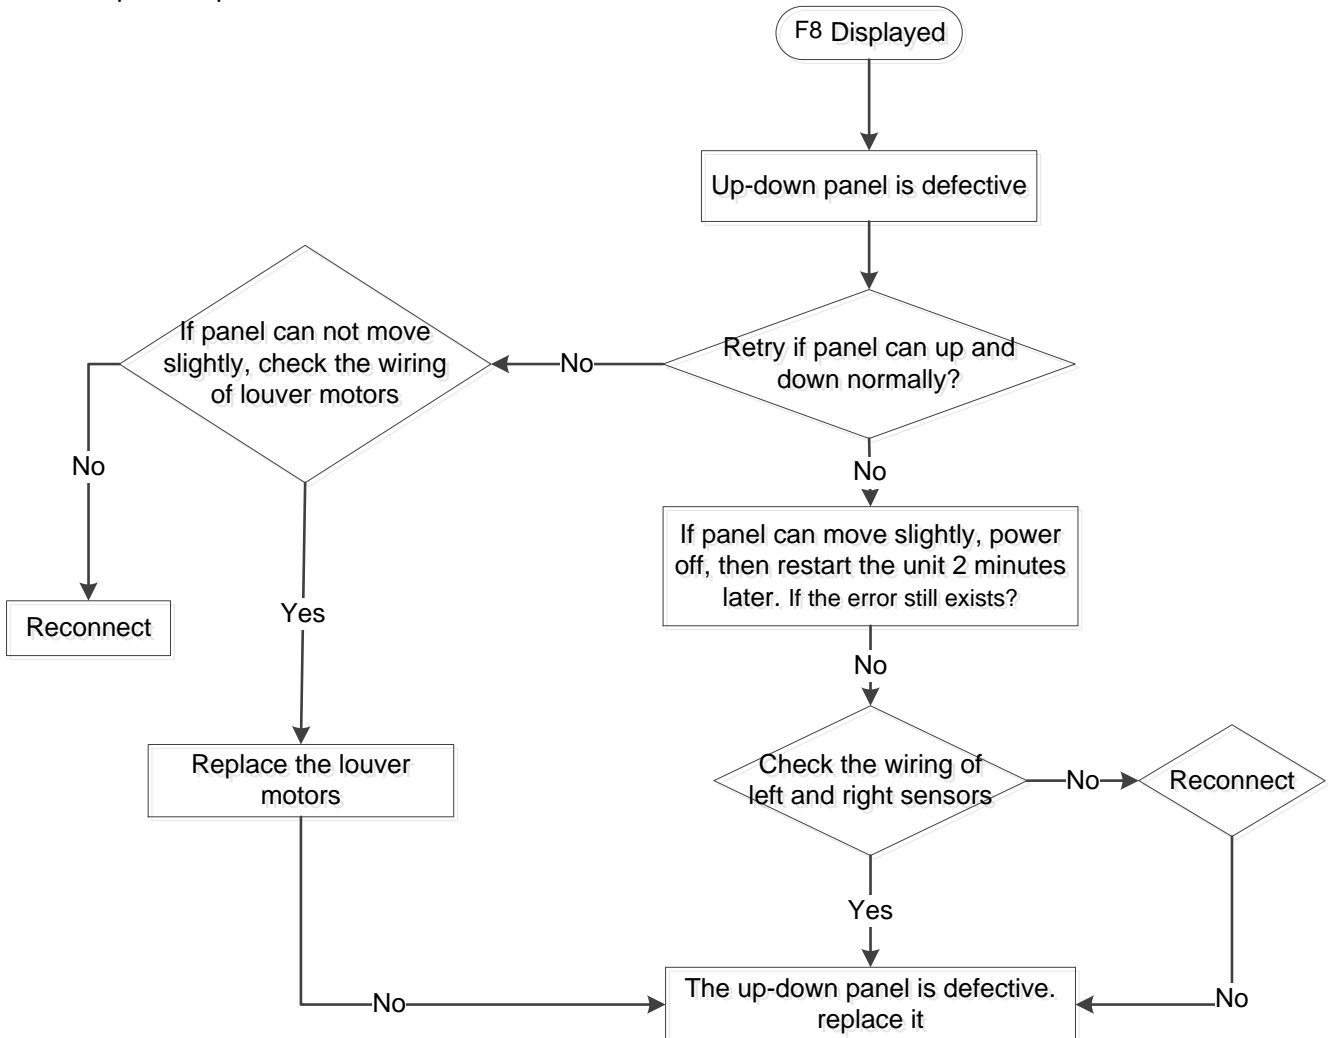 F8 Displayed
Up-down panel is defective
If panel can not move
slightly, check the wiring
of louver motors
No
Retry if panel can up and
down normally?
No
No
If panel can move slightly, power
off, then restart the unit 2 minutes
later. If the error still exists?
Reconnect
Yes
No
Replace the louver
motors
Check the wiring of
left and right sensors
No
Reconnect
Yes
No
The up-down panel is defective.
replace it
No